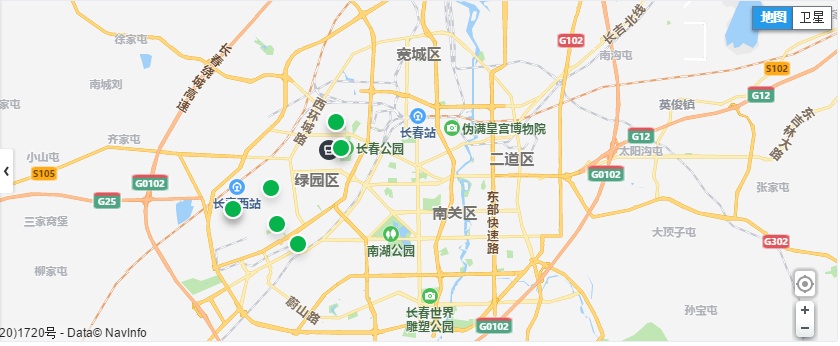 地图
卫星
徐家屯
长春绕城高速
宽城区
G102
长吉北线
南沟屯
S102
南城刘
G12
家屯
西环城路
英俊镇
东吉林大路
长春站
伪满皇宫博物院
G12
齐家屯
长春公园
太阳沟屯
小山屯
二道区
S105
G0102
G0102
绿园区
张家屯
G25
长春西站
东部快速路
南关区
三家窝堡
大顶子屯
G302
南湖公园
柳家屯
蔚山路
长春世界
雕塑公园
孙宝屯
G0102
20)1720号 - Data© NavInfo